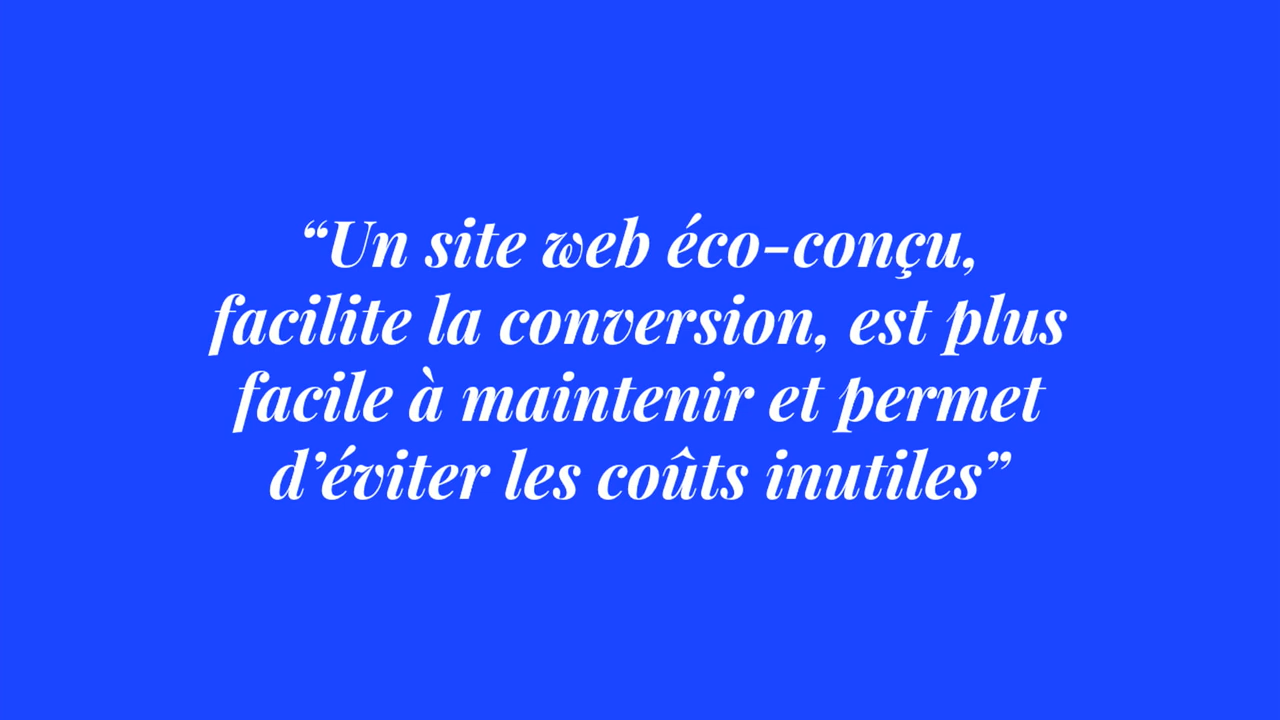 “Un site web éco-conçu,
facilite la conversion, est plus
facile à maintenir et permet
d’éviter les coûts inutiles”